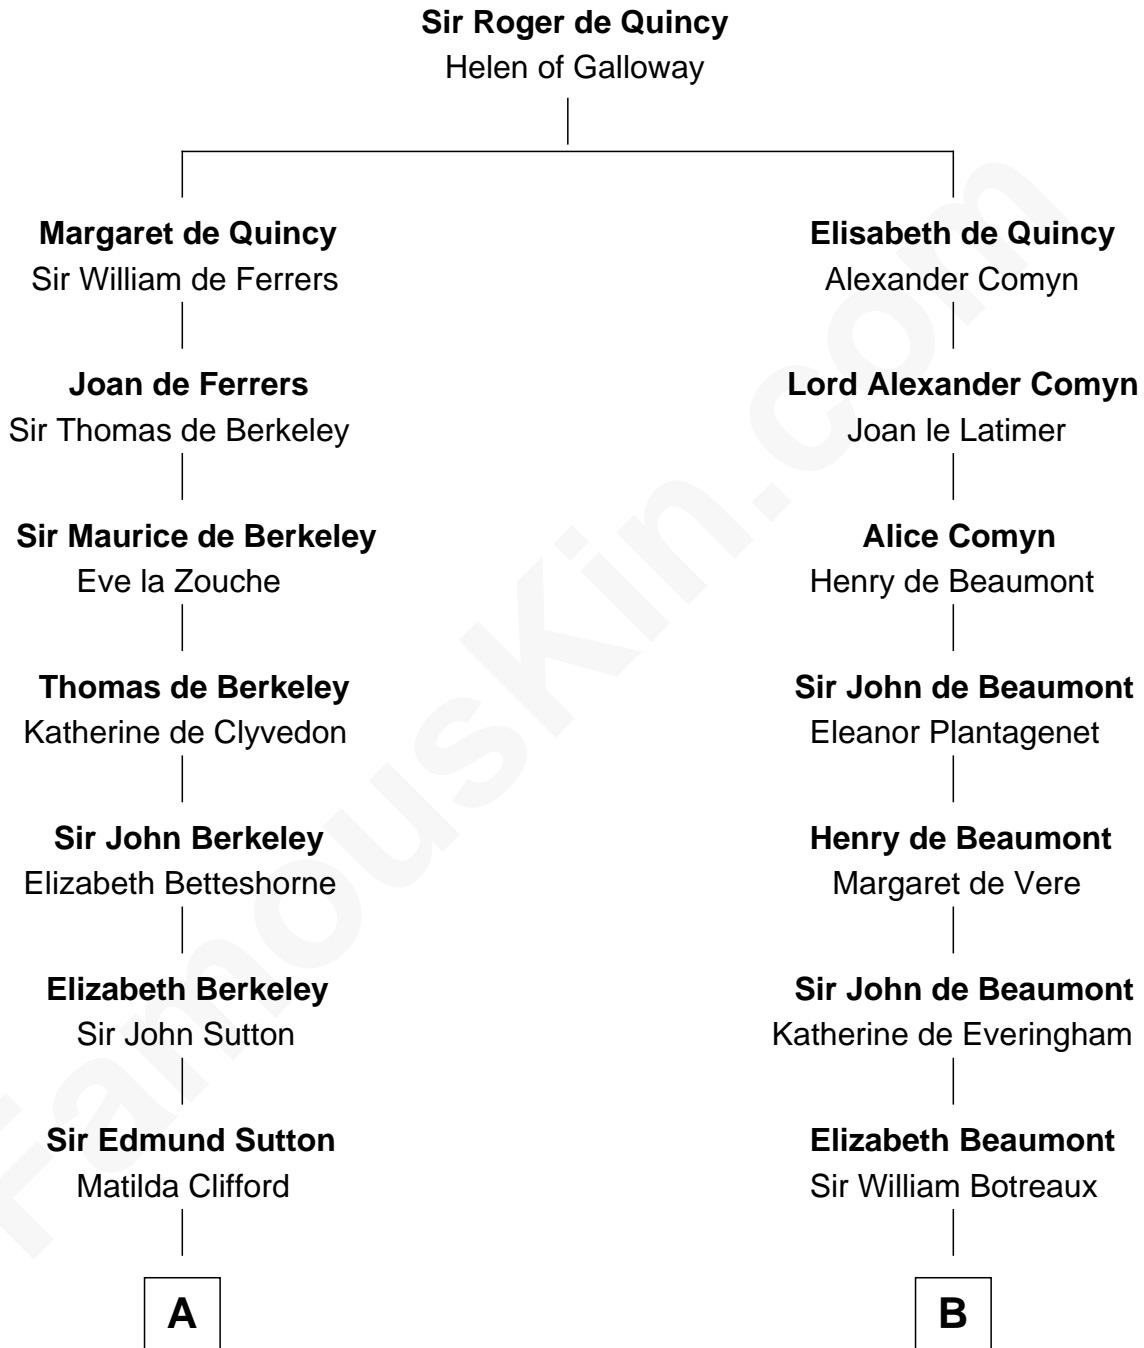 Sir Roger de Quincy
Helen of Galloway
Margaret de Quincy
Sir William de Ferrers
Joan de Ferrers
Sir Thomas de Berkeley
Sir Maurice de Berkeley
Eve la Zouche
Thomas de Berkeley
Katherine de Clyvedon
Sir John Berkeley
Elizabeth Betteshorne
Elizabeth Berkeley
Sir John Sutton
Sir Edmund Sutton
Matilda Clifford
A
Elisabeth de Quincy
Alexander Comyn
Lord Alexander Comyn
Joan le Latimer
Alice Comyn
Henry de Beaumont
Sir John de Beaumont
Eleanor Plantagenet
Henry de Beaumont
Margaret de Vere
Sir John de Beaumont
Katherine de Everingham
Elizabeth Beaumont
Sir William Botreaux
B
FamousKin.com